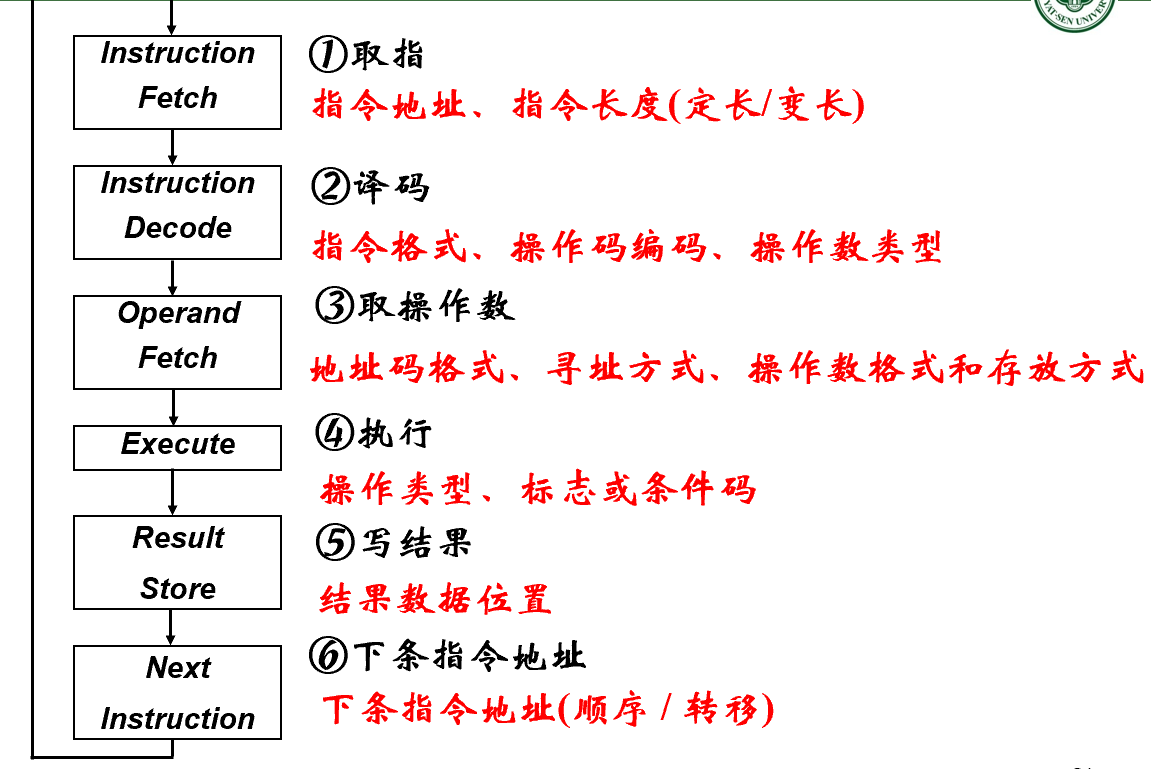 YAT-SEN UNIVER
Instruction
Fetch
①取指
指令地址、指令长度(定长/变长)
Instruction
Decode
②译码
指令格式、操作码编码、操作数类型
Operand
Fetch
③取操作数
地址码格式、寻址方式、操作数格式和存放方式
Execute
④执行
操作类型、标志或条件码
Result
Store
⑤写结果
结果数据位置
Next
Instruction
⑥下条指令地址
下条指令地址(顺序 / 转移)